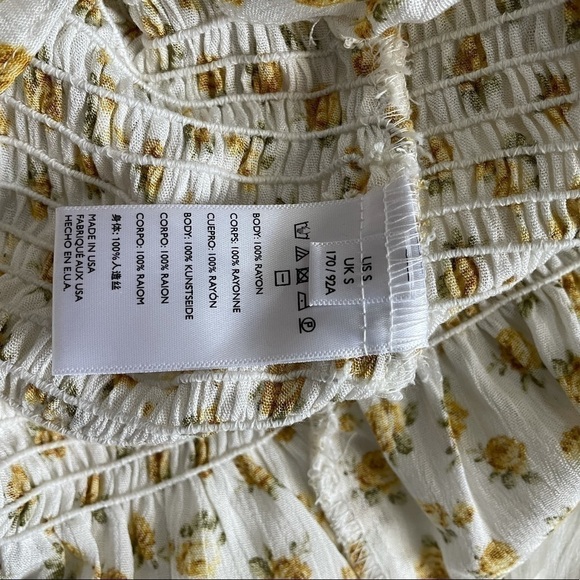 US S
UK S
170 / 92A
BODY: 100% RAYON
CORPS: 100% RAYONNE
CUERPO: 100% RAYÓN
BODY: 100% KUNSTSEIDE
CORPO: 100% RAION
CORPO: 100% RAIOM
身体: 100%人造丝
MADE IN USA
FABRIQUÉ AUX USA
HECHO EN E.U.A.